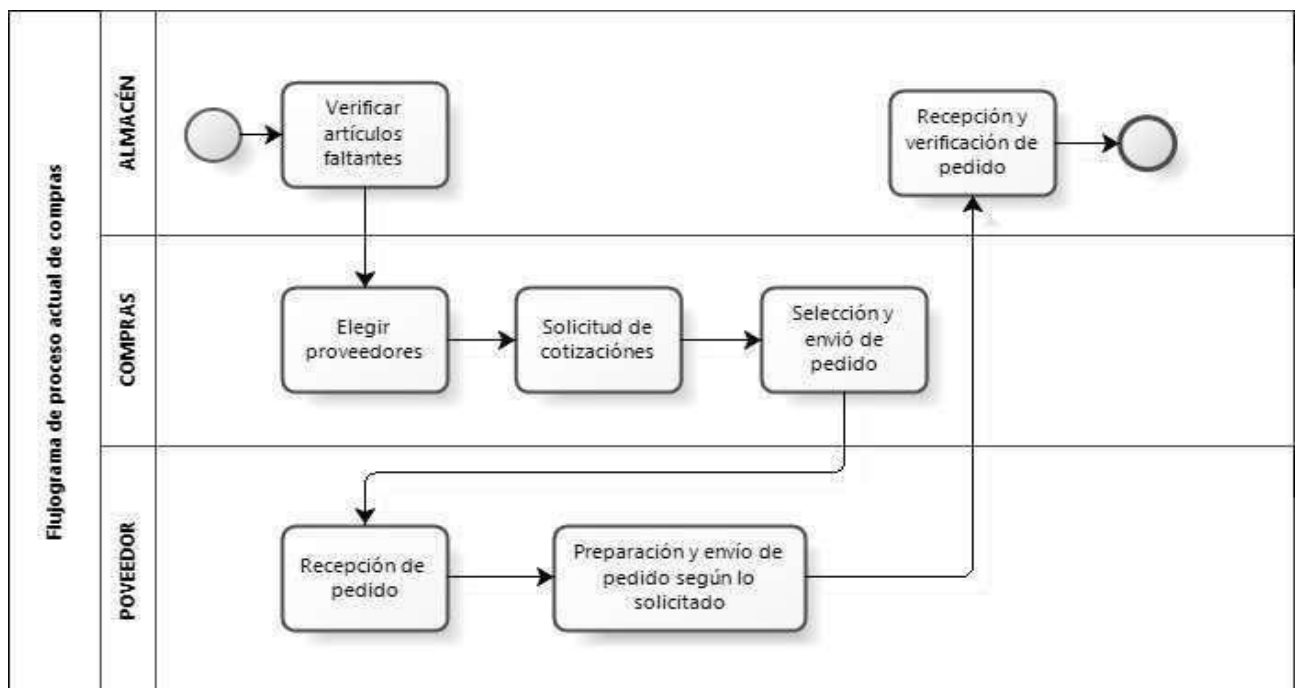 Flujograma de proceso actual de compras
ALMACÉN
Verificar
artículos
faltantes
Recepción y
verificación de
pedido
COMPRAS
Elegir
proveedores
Solicitud de
cotizaciónes
Selección y
envió de
pedido
POVEEDOR
Recepción de
pedido
Preparación y envío de
pedido según lo
solicitado